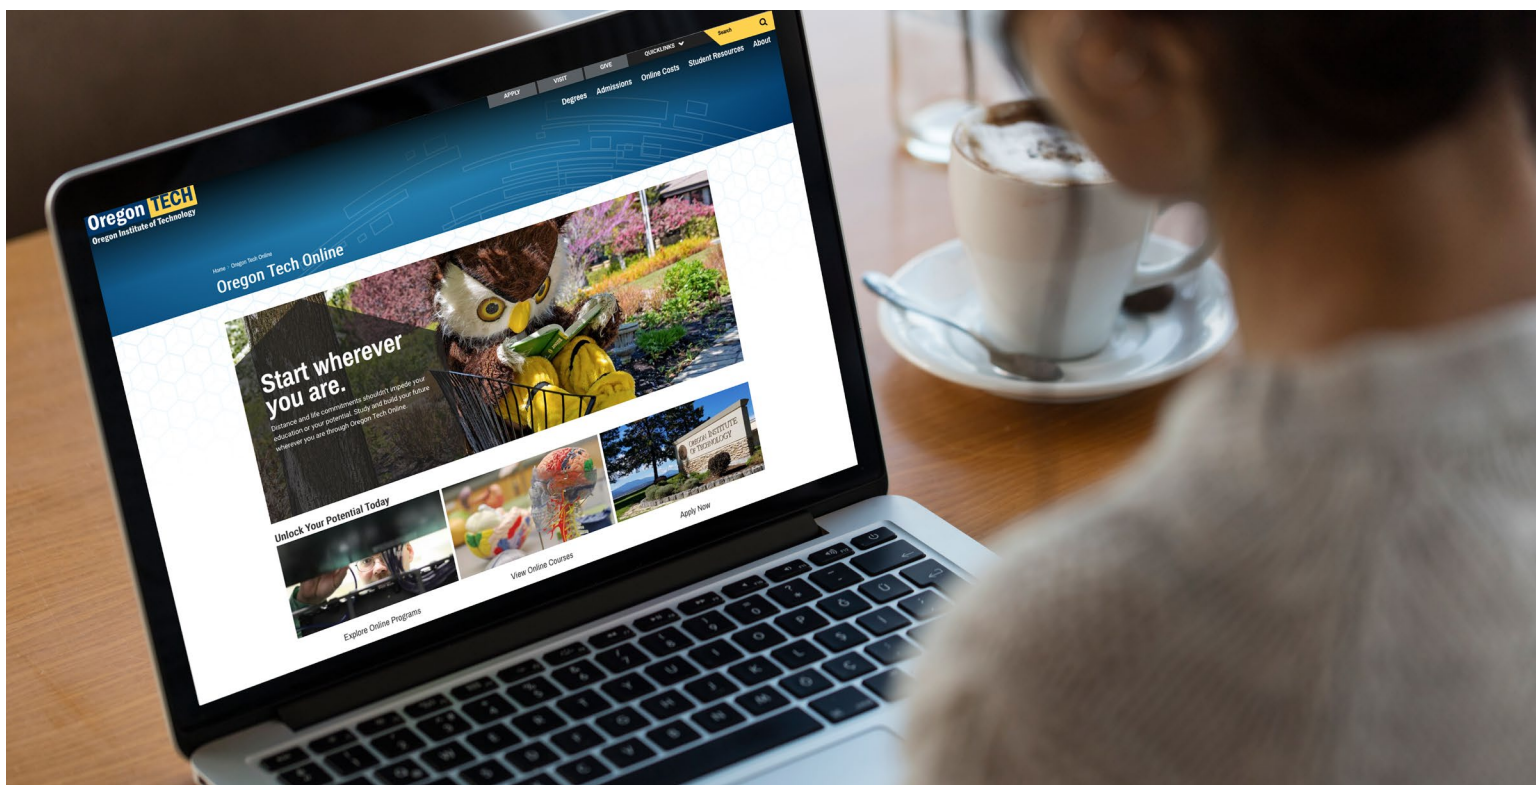 APPLY
VISIT
GIVE
QUICKLINKS
Search
Degrees
Admissions
Online Costs
Student Resources
About
Oregon TECH
Oregon Institute of Technology
Home
Oregon Tech Online
Oregon Tech Online
Start wherever
you are.
Distance and life commitments shouldn't impede your
education or your potential. Study and build your future
wherever you are through Oregon Tech Online.
Unlock Your Potential Today
OREGON INSTITUTE
OF TECHNOLOGY
Explore Online Programs
View Online Courses
Apply Now